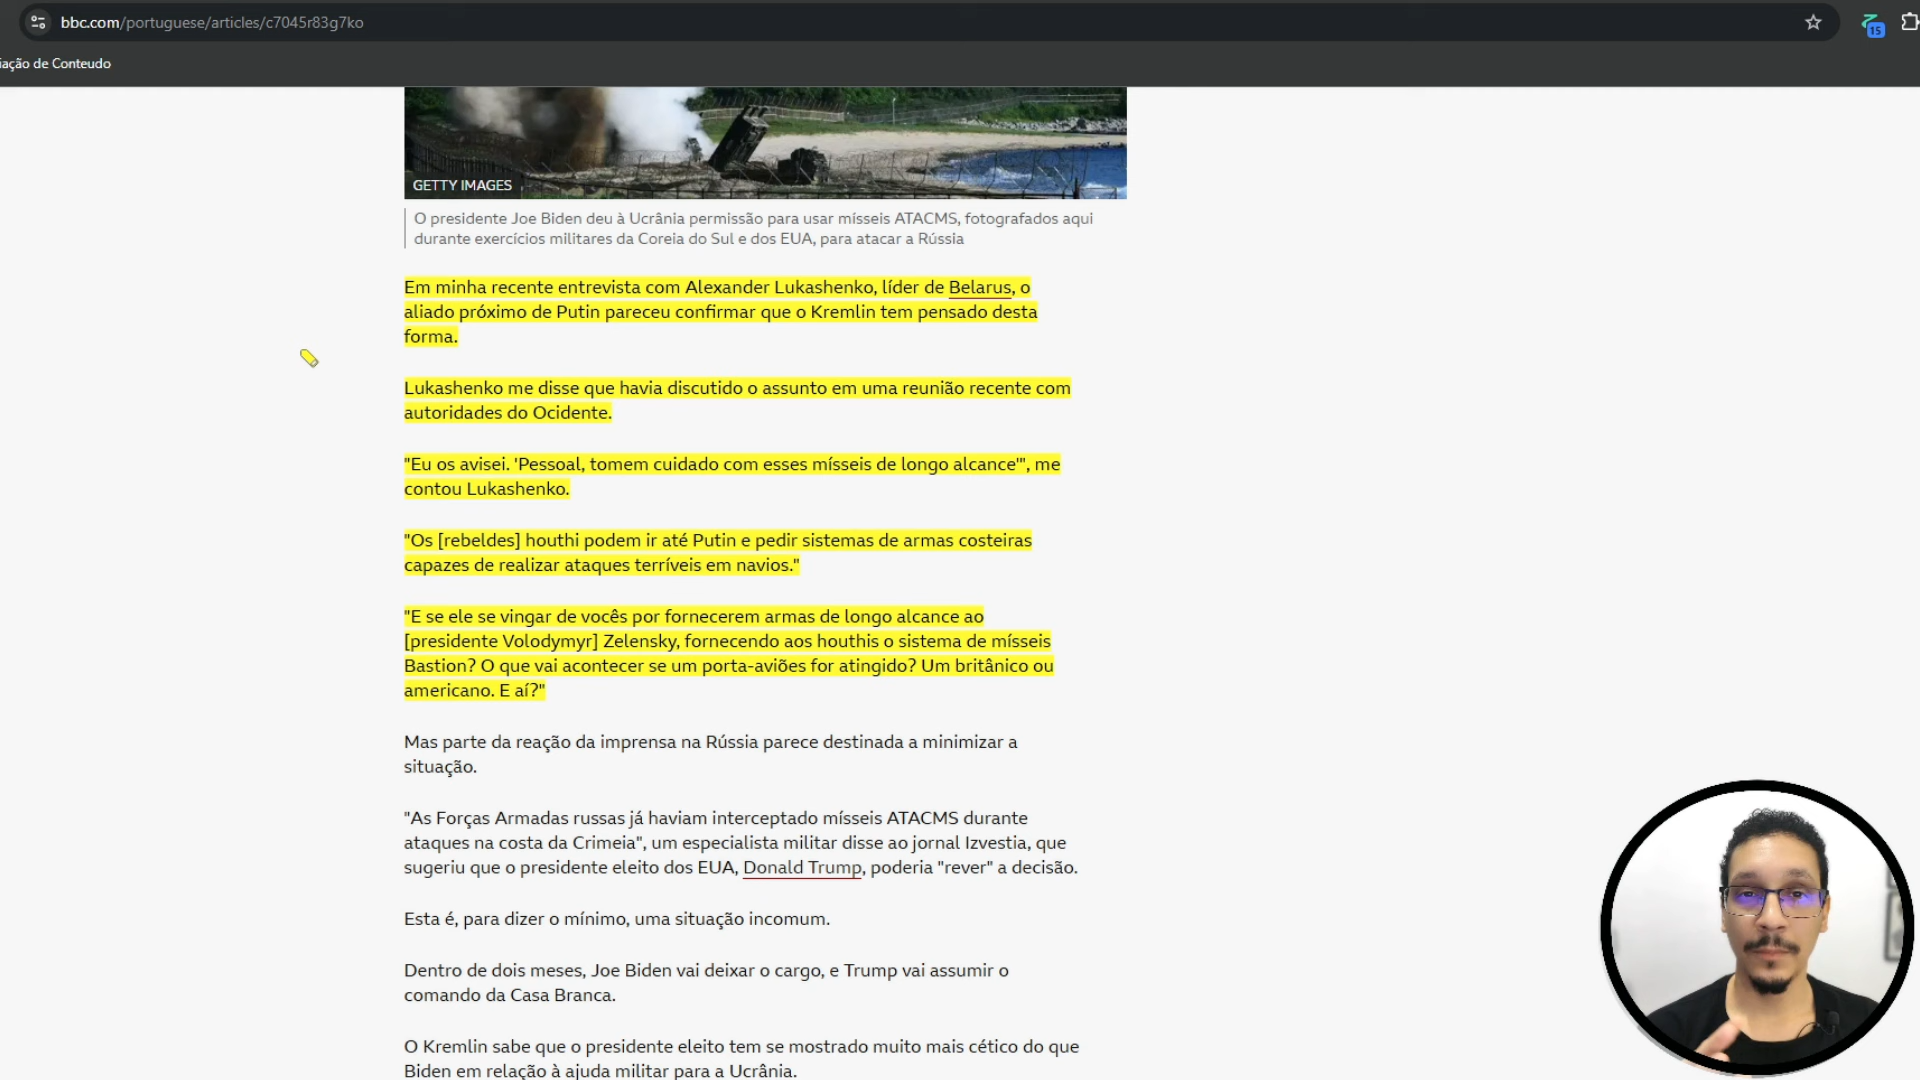 bbc.com/portuguese/articles/c7045r83g7ko
15
iação de Conteudo
GETTY IMAGES
O presidente Joe Biden deu à Ucrânia permissão para usar mísseis ATACMS, fotografados aqui
durante exercícios militares da Coreia do Sul e dos EUA, para atacar a Rússia
Em minha recente entrevista com Alexander Lukashenko, líder de Belarus, o
aliado próximo de Putin pareceu confirmar que o Kremlin tem pensado desta
forma.
Lukashenko me disse que havia discutido o assunto em uma reunião recente com
autoridades do Ocidente.
"Eu os avisei. 'Pessoal, tomem cuidado com esses mísseis de longo alcance'", me
contou Lukashenko.
"Os [rebeldes] houthi podem ir até Putin e pedir sistemas de armas costeiras
capazes de realizar ataques terríveis em navios."
"E se ele se vingar de vocês por fornecerem armas de longo alcance ao
[presidente Volodymyr] Zelensky, fornecendo aos houthis o sistema de mísseis
Bastion? O que vai acontecer se um porta-aviões for atingido? Um britânico ou
americano. E aí?"
Mas parte da reação da imprensa na Rússia parece destinada a minimizar a
situação.
"As Forças Armadas russas já haviam interceptado mísseis ATACMS durante
ataques na costa da Crimeia", um especialista militar disse ao jornal Izvestia, que
sugeriu que o presidente eleito dos EUA, Donald Trump, poderia "rever" a decisão.
Esta é, para dizer o mínimo, uma situação incomum.
Dentro de dois meses, Joe Biden vai deixar o cargo, e Trump vai assumir o
comando da Casa Branca.
O Kremlin sabe que o presidente eleito tem se mostrado muito mais cético do que
Biden em relação à ajuda militar para a Ucrânia.